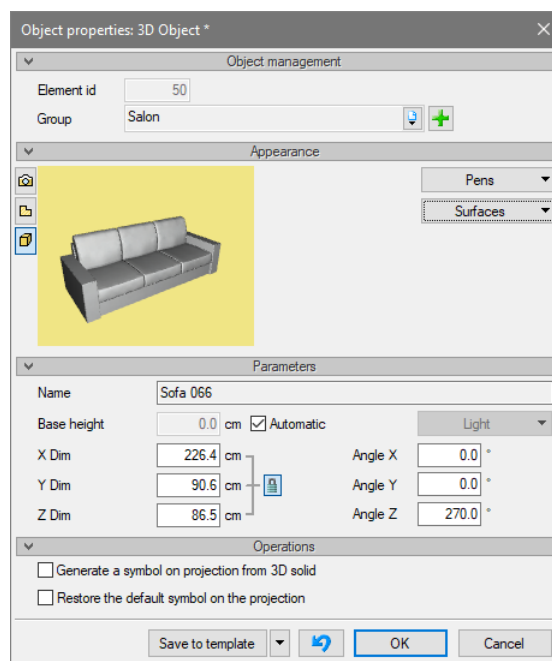 Object properties: 3D Object *
Object management
Element id 50
Group Salon
Appearance
Pens
Surfaces
Parameters
Name Sofa 066
Base height 0.0 cm Automatic Light
X Dim 226.4 cm Angle X 0.0 °
Y Dim 90.6 cm Angle Y 0.0 °
Z Dim 86.5 cm Angle Z 270.0 °
Operations
Generate a symbol on projection from 3D solid
Restore the default symbol on the projection
Save to template OK Cancel